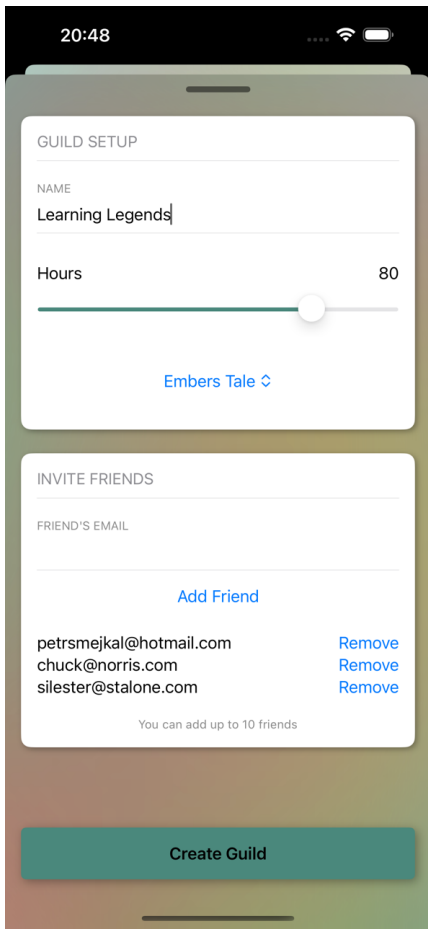 20:48
GUILD SETUP
NAME
Learning Legends
Hours 80
Embers Tale
INVITE FRIENDS
FRIEND'S EMAIL
Add Friend
petrsmejkal@hotmail.com Remove
chuck@norris.com Remove
silester@stalone.com Remove
You can add up to 10 friends
Create Guild